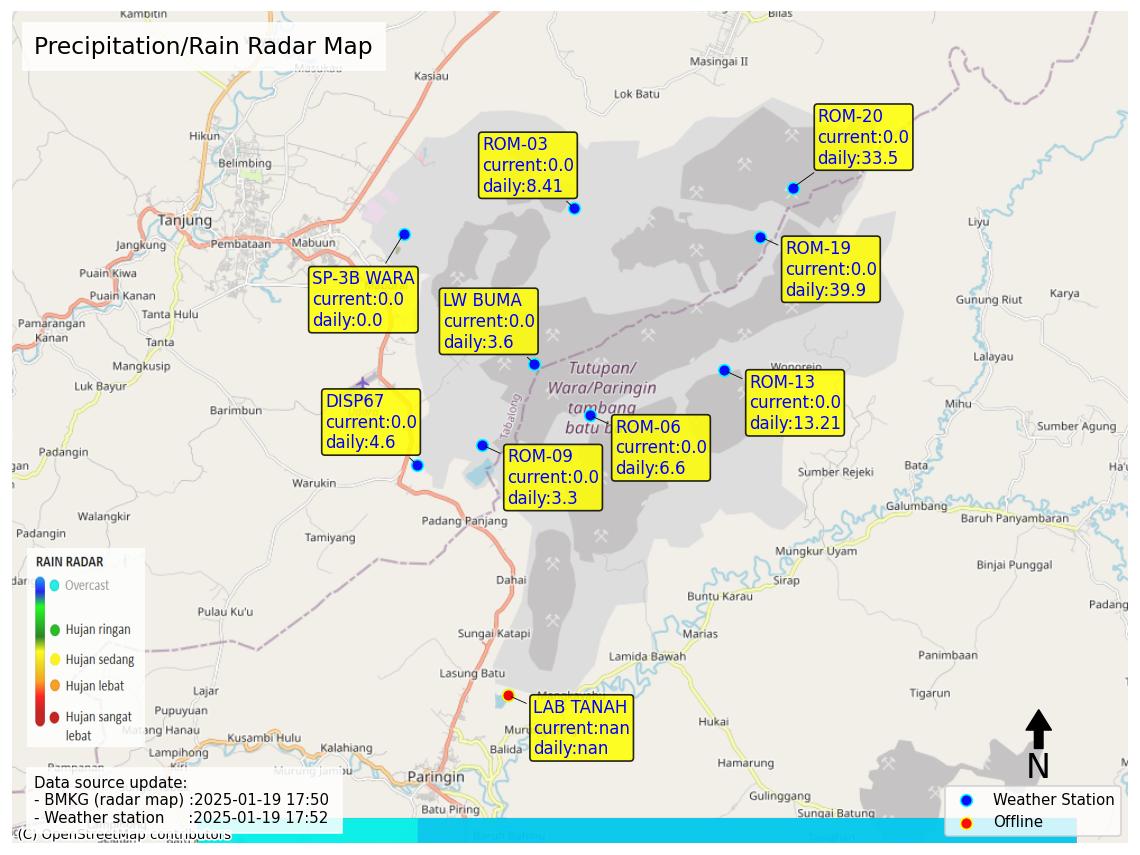 Precipitation/Rain Radar Map
Kambitin
Bilas
Masingai II
Masukau
Kasiau
Lok Batu
Hikun
Belimbing
ROM-20
current:0.0
daily:33.5
ROM-03
current:0.0
daily:8.41
Tanjung
Jangkung
Pembataan
Mabuun
Liyu
ROM-19
current:0.0
daily:39.9
SP-3B WARA
current:0.0
daily:0.0
Puain Kiwa
Puain Kanan
Tanta Hulu
LW BUMA
current:0.0
daily:3.6
Gunung Riut
Karya
Pamarangan
Kanan
Tanta
Mangkusip
Luk Bayur
Lalayau
Wonorejo
Tutupan/
Wara/Paringin
tambang
batu b
ROM-13
current:0.0
daily:13.21
DISP67
current:0.0
daily:4.6
Barimbun
Tabalong
Mihu
ROM-06
current:0.0
daily:6.6
Sumber Agung
Padangin
ROM-09
current:0.0
daily:3.3
Sumber Rejeki
Bata
Ha'u
gan
Warukin
Galumbang
Walangkir
Padangin
Padang Panjang
Baruh Panyambaran
Tamiyang
Mungkur Uyam
Binjai Punggal
RAIN RADAR
Overcast
Hujan ringan
Hujan sedang
Hujan lebat
Hujan sangat
lebat
Dahai
Sirap
Buntu Karau
Pulau Ku'u
Padang
Sungai Katapi
Marias
Lamida Bawah
Panimbaan
Lasung Batu
Lajar
Tigarun
Pupuyuan
LAB TANAH
current:nan
daily:nan
Hukai
Matang Hanau
Kusambi Hulu
Kalahiang
Balida
Lampihong
Hamarung
Murung Jambu
Paringin
N
Gulinggang
Batu Piring
Sungai Batung
Data source update:
- BMKG (radar map) :2025-01-19 17:50
- Weather station :2025-01-19 17:52
Weather Station
Offline
(C) OpenStreetMap contributors